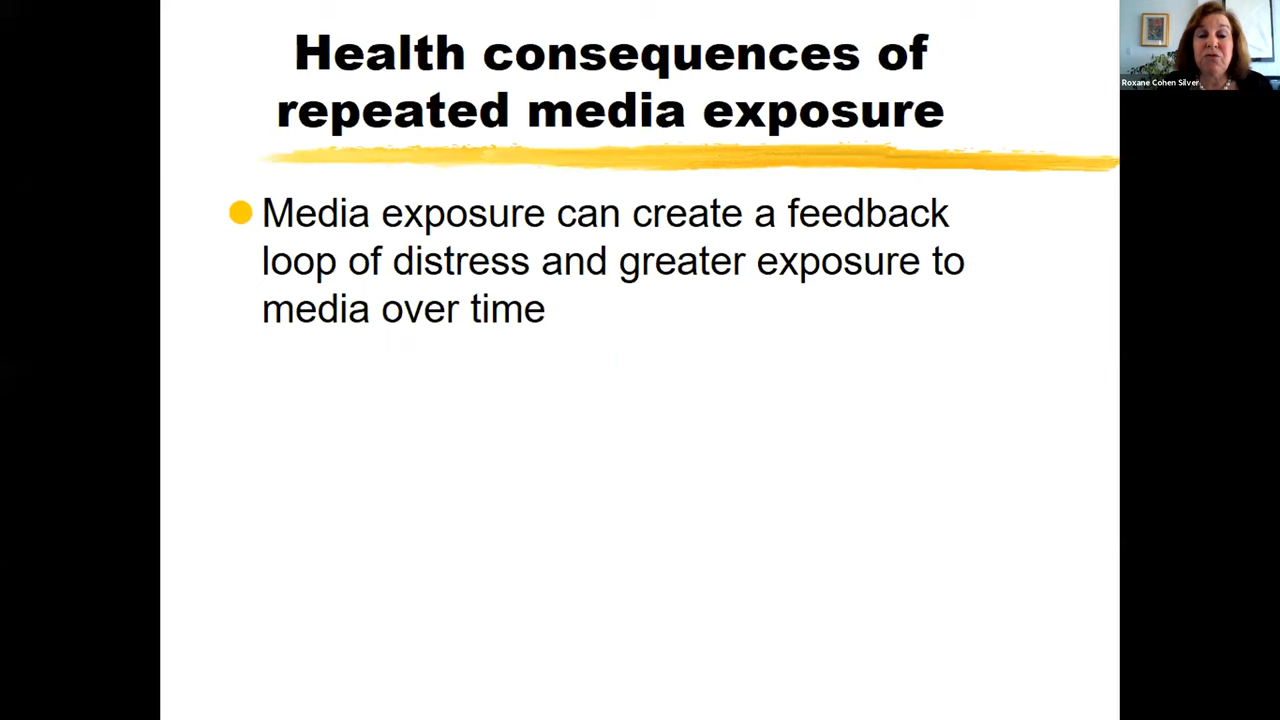 Health consequences of
repeated media exposure
Media exposure can create a feedback
loop of distress and greater exposure to
media over time
Roxane Cohen Silver